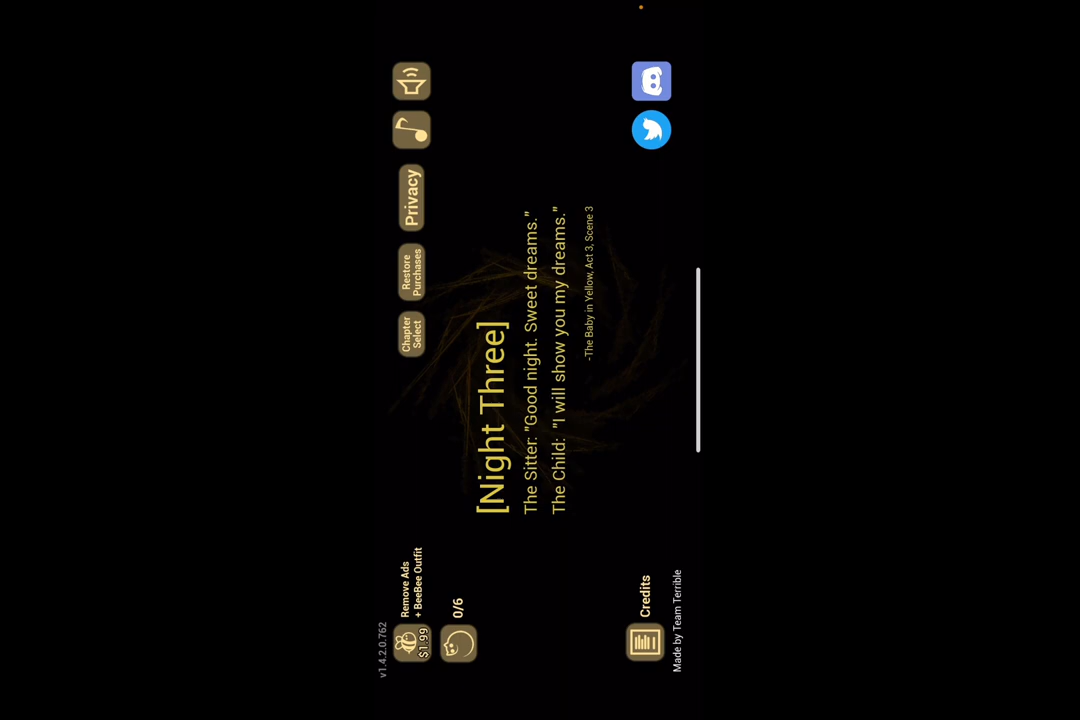 v1.4.2.0.762
$1.99
Remove Ads
+ BeeBee Outfit
0/6
Chapter
Select
Restore
Purchases
Privacy
[Night Three]
The Sitter: "Good night. Sweet dreams."
The Child:  "I will show you my dreams."
-The Baby in Yellow, Act 3, Scene 3
Credits
Made by Team Terrible